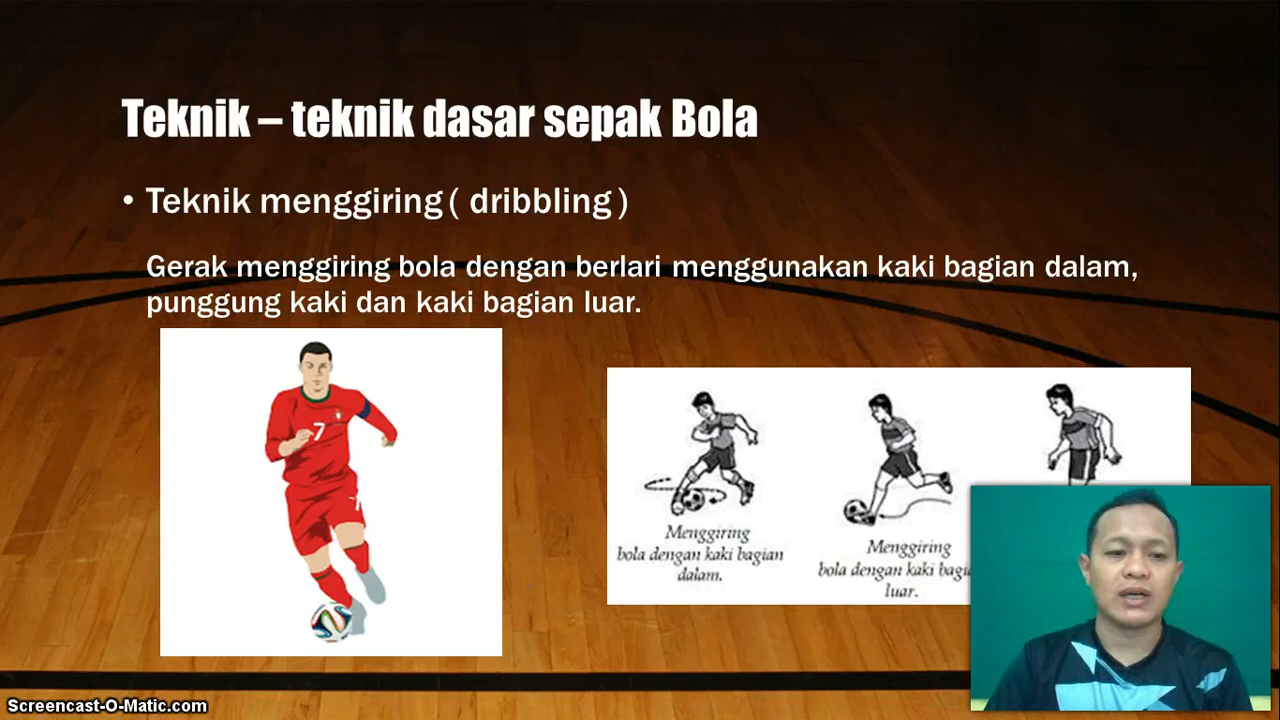 Teknik – teknik dasar sepak Bola
• Teknik menggiring ( dribbling )
Gerak menggiring bola dengan berlari menggunakan kaki bagian dalam,
punggung kaki dan kaki bagian luar.
7
7
Menggiring
bola dengan kaki bagian
dalam.
Menggiring
bola dengan kaki
luar.
Screencast-O-Matic.com